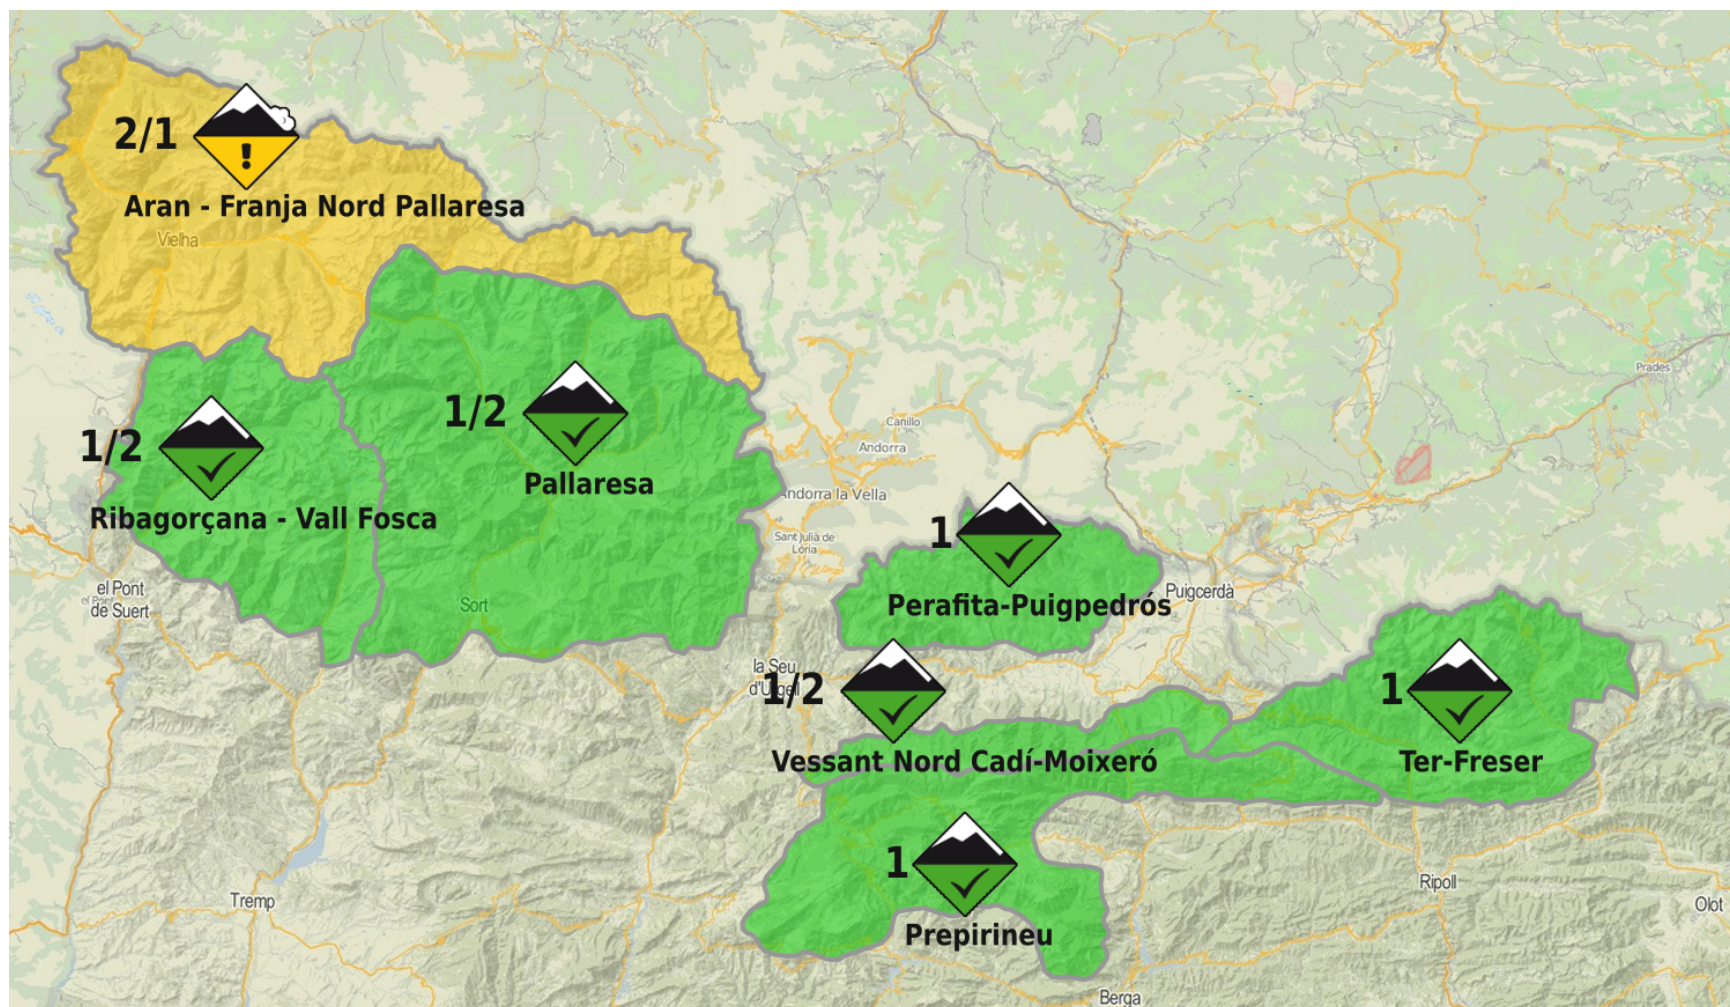 2/1
!
Aran - Franja Nord Pallaresa
Vielha
Prades
1/2
Pallaresa
1/2
Ribagorçana - Vall Fosca
Canillo
Andorra
Andorra la Vella
Sant Julià de
Lòria
1
Perafita-Puigpedrós
Puigcerdà
el Pont
de Suert
Sort
la Seu
d'Urgell
1/2
Vessant Nord Cadí-Moixeró
1
Ter-Freser
1
Prepirineu
Tremp
Ripoll
Olot
Berga